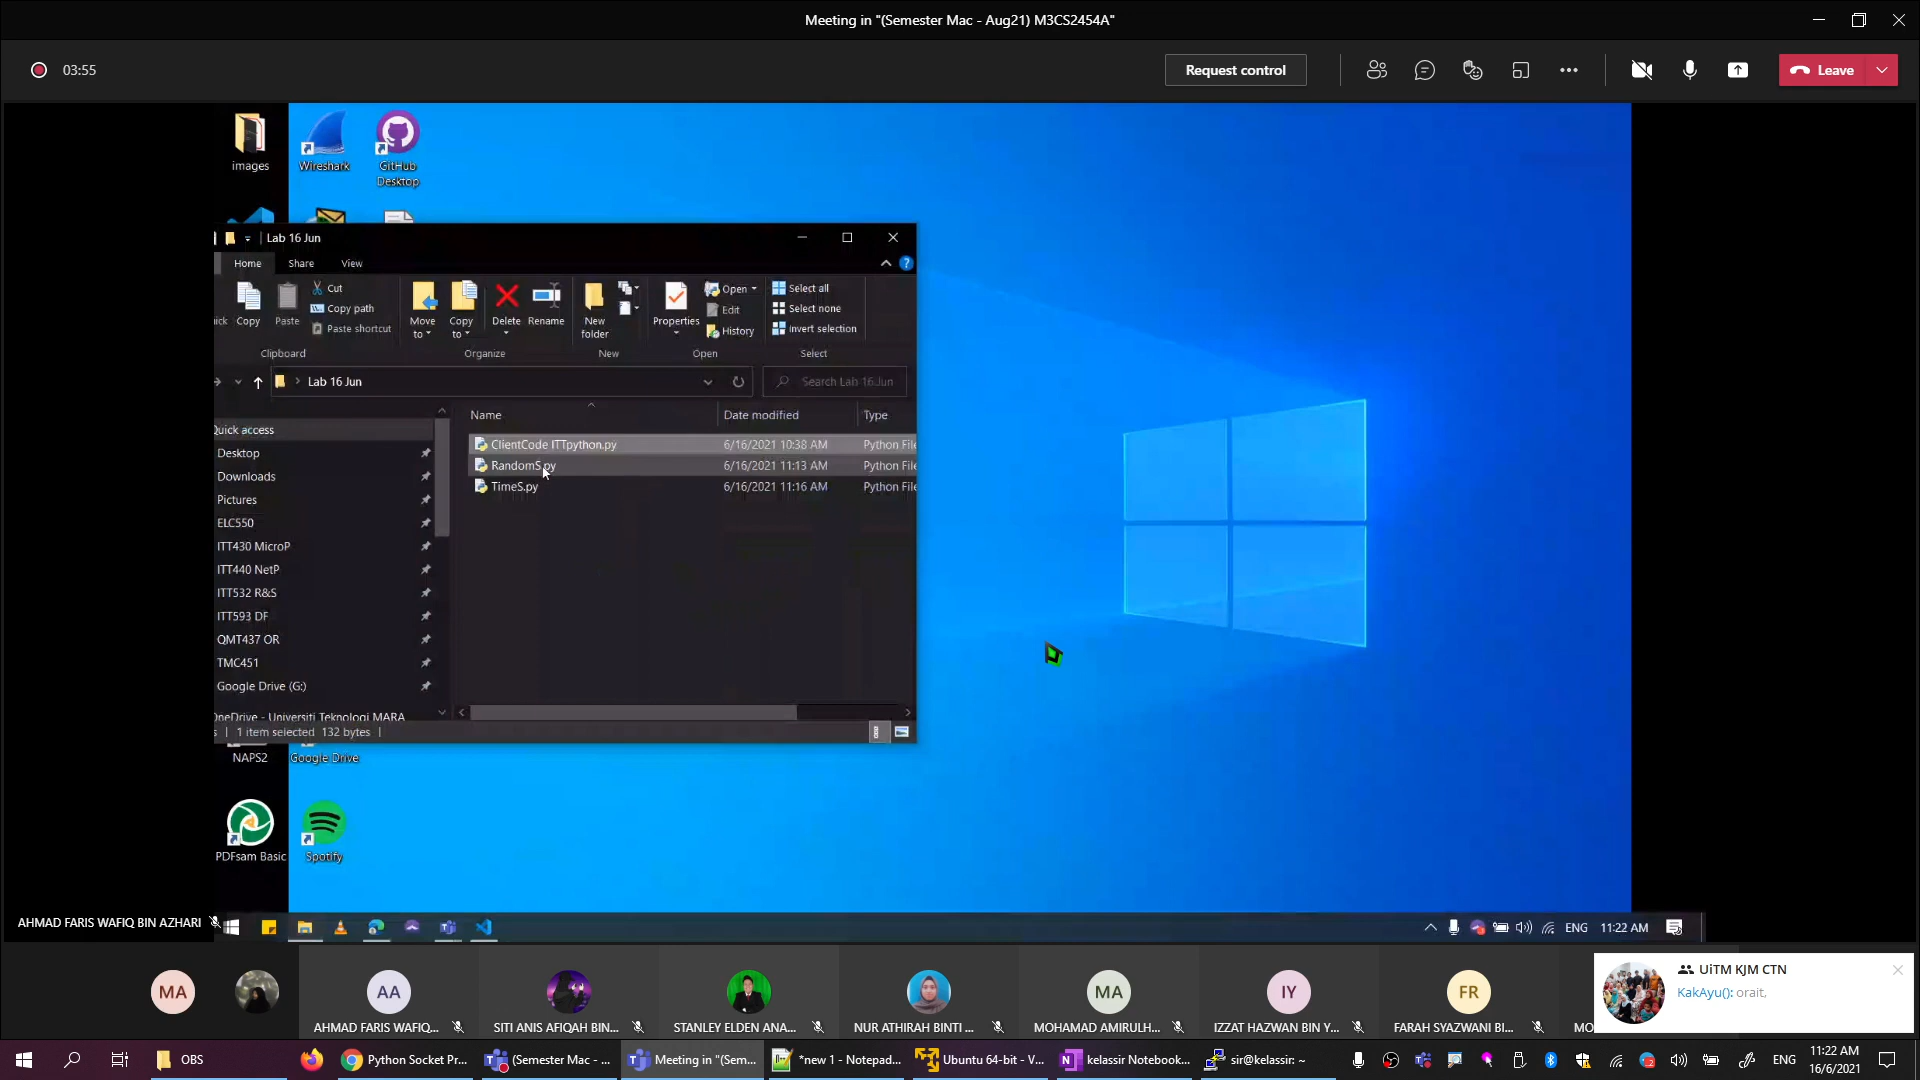 Meeting in "(Semester Mac - Aug21) M3CS2454A"
03:55
Request control
Leave
images
Wireshark
GitHub
Desktop
Lab 16 Jun
Home
Share
View
Copy
Paste
Cut
Copy path
Paste shortcut
Move
to
Copy
to
Delete
Rename
New
folder
Properties
Open
Edit
History
Select all
Select none
Invert selection
Clipboard
Organize
New
Open
Select
Lab 16 Jun
Search Lab 16 Jun
Name
Date modified
Type
Quick access
Desktop
Downloads
Pictures
ELC550
ITT430 MicroP
ITT440 NetP
ITT532 R&S
ITT593 DF
QMT437 OR
TMC451
Google Drive (G:)
OneDrive - Universiti Teknologi MARA
ClientCode ITTpython.py 6/16/2021 10:38 AM Python File
RandomS.py 6/16/2021 11:13 AM Python File
TimeS.py 6/16/2021 11:16 AM Python File
1 item selected 132 bytes
NAPS2
Google Drive
PDFsam Basic
Spotify
AHMAD FARIS WAFIQ BIN AZHARI
ENG 11:22 AM
MA
AA
MA
IY
FR
AHMAD FARIS WAFIQ...
SITI ANIS AFIQAH BIN...
STANLEY ELDEN ANA...
NUR ATHIRAH BINTI ...
MOHAMAD AMIRULH...
IZZAT HAZWAN BIN Y...
FARAH SYAZWANI BI...
MO
UiTM KJM CTN
KakAyu(): orait,
OBS
Python Socket Pr...
(Semester Mac - ...
Meeting in "(Sem...
*new 1 - Notepad...
Ubuntu 64-bit - V...
kelassir Notebook...
sir@kelassir: ~
ENG
11:22 AM
16/6/2021